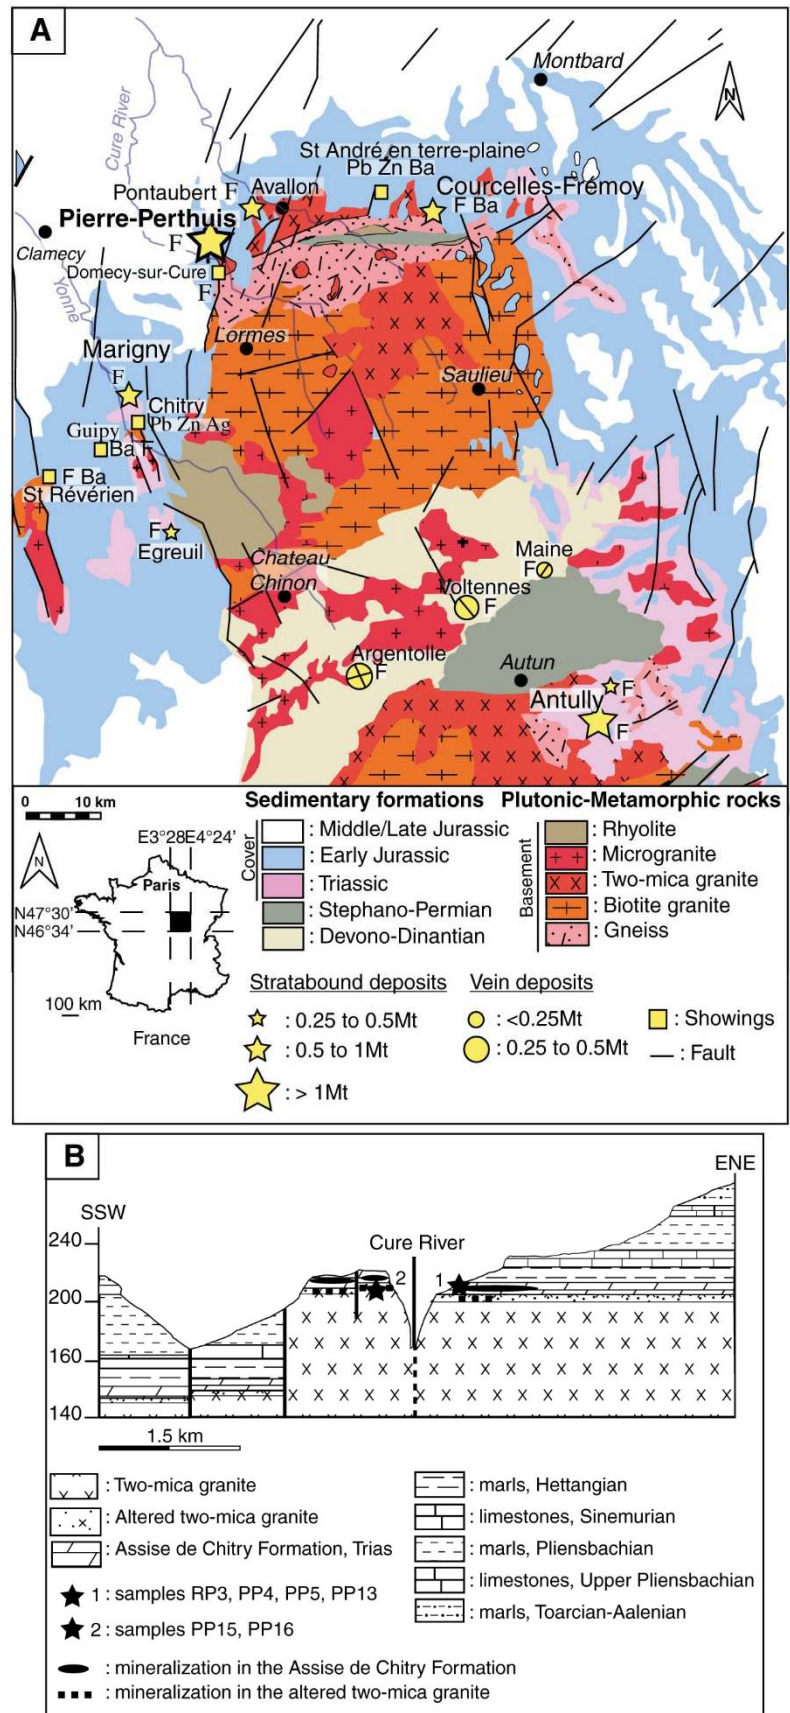 A
Montbard
N
Cure River
St André en terre-plaine
Pb Zn Ba
Pontaubert F
Avallon
Courcelles-Frémoy
F Ba
Pierre-Perthuis
F
Clamecy
Domecy-sur-Cure
F
Yonne
Lormes
Marigny
F
Saulieu
Chitry
Pb Zn Ag
Guipy
Ba F
F Ba
St Révérien
F
Egreuil
Chateau-
Chinon
Maine
F
Voltennes
F
Argentolle
F
Autun
Antully
F
F
0 10 km
N
E3°28E4°24'
Paris
N47°30'
N46°34'
100 km
France
Sedimentary formations
Cover
: Middle/Late Jurassic
: Early Jurassic
: Triassic
: Stephano-Permian
: Devono-Dinantian
Plutonic-Metamorphic rocks
Basement
: Rhyolite
: Microgranite
: Two-mica granite
: Biotite granite
: Gneiss
Stratabound deposits
: 0.25 to 0.5Mt
: 0.5 to 1Mt
: > 1Mt
Vein deposits
: <0.25Mt
: 0.25 to 0.5Mt
: Showings
: Fault
B
SSW
ENE
Cure River
240
200
160
140
2
1
1.5 km
: Two-mica granite
: Altered two-mica granite
: Assise de Chitry Formation, Trias
1 : samples RP3, PP4, PP5, PP13
2 : samples PP15, PP16
: mineralization in the Assise de Chitry Formation
: mineralization in the altered two-mica granite
: marls, Hettangian
: limestones, Sinemurian
: marls, Pliensbachian
: limestones, Upper Pliensbachian
: marls, Toarcian-Aalenian